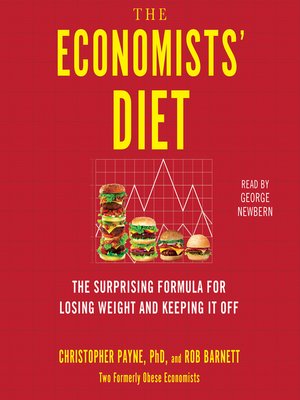 THE
ECONOMISTS'
DIET
READ BY
GEORGE
NEWBERN
THE SURPRISING FORMULA FOR
LOSING WEIGHT AND KEEPING IT OFF
CHRISTOPHER PAYNE, PhD, and ROB BARNETT
Two Formerly Obese Economists